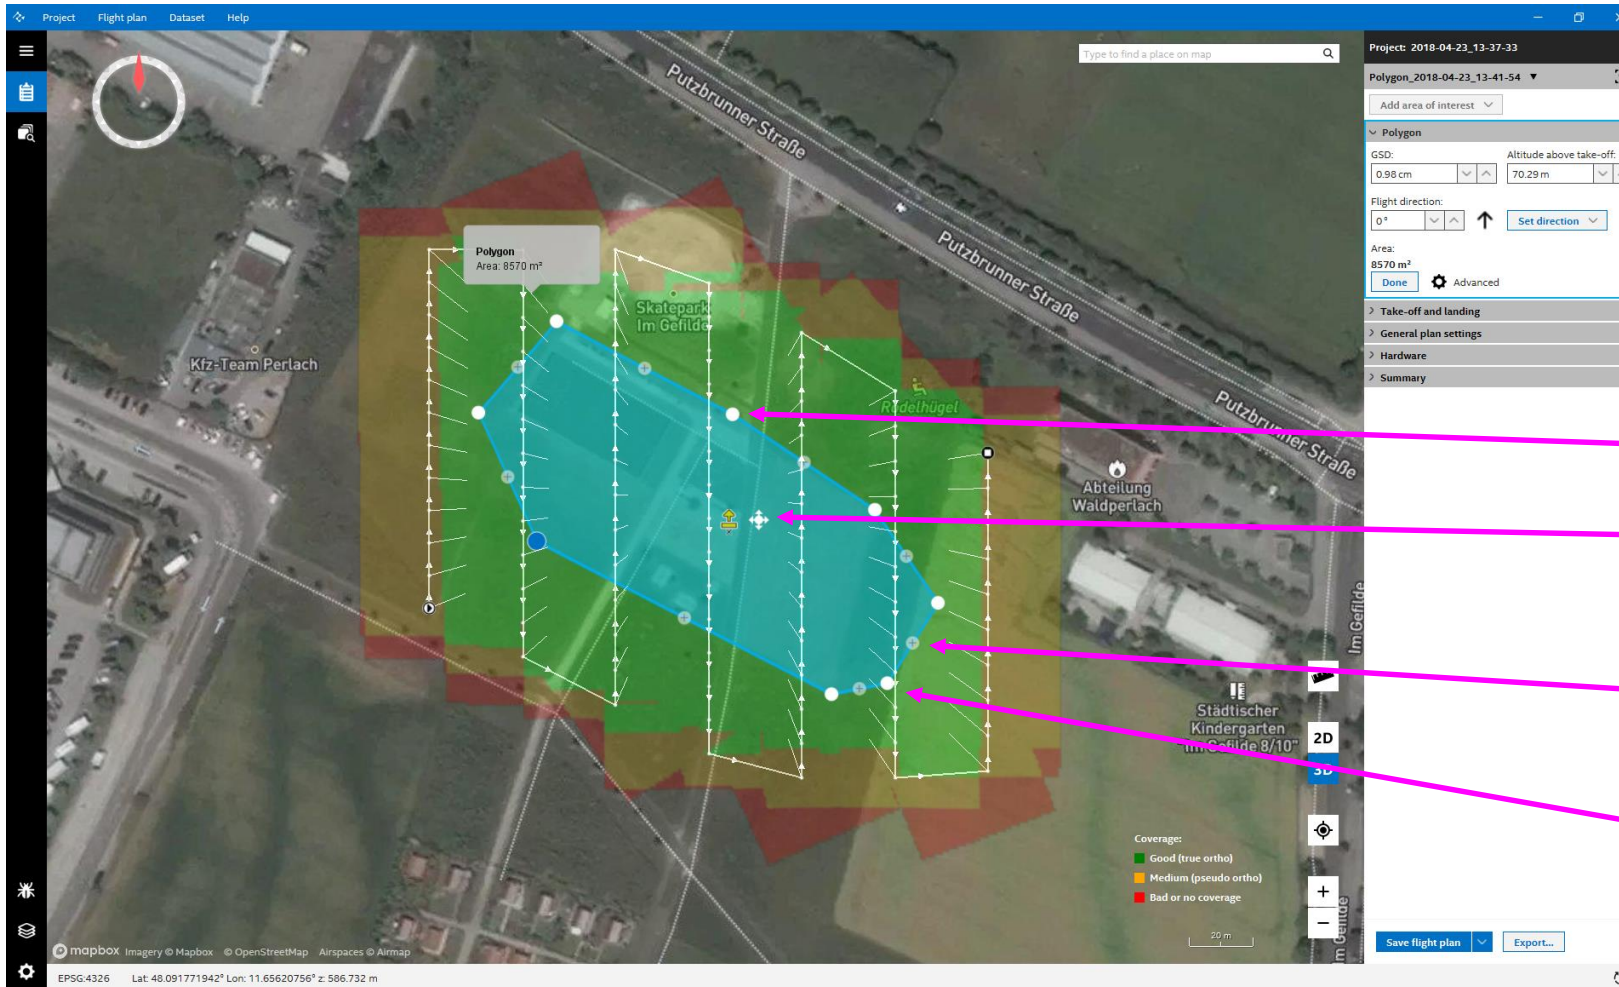 Project Flight plan Dataset Help
Type to find a place on map
Project: 2018-04-23_13-37-33
Polygon_2018-04-23_13-41-54
Add area of interest
Polygon
GSD: Altitude above take-off:
0.98 cm 70.29 m
Flight direction:
0° Set direction
Area:
8570 m²
Done Advanced
Take-off and landing
General plan settings
Hardware
Summary
Putzbrunner Straße
Putzbrunner Straße
Putzbrunner Straße
Polygon
Area: 8570 m²
Skatepark
Im Gefilde
Kfz-Team Perlach
Rodelhügel
Abteilung
Waldperlach
Im Gefilde
Städtischer
Kindergarten
"Im Gefilde 8/10"
2D
3D
Coverage:
Good (true ortho)
Medium (pseudo ortho)
Bad or no coverage
+
−
20 m
mapbox Imagery © Mapbox © OpenStreetMap Airspaces © Airmap
Save flight plan Export...
EPSG:4326 Lat: 48.091771942° Lon: 11.65620756° z: 586.732 m